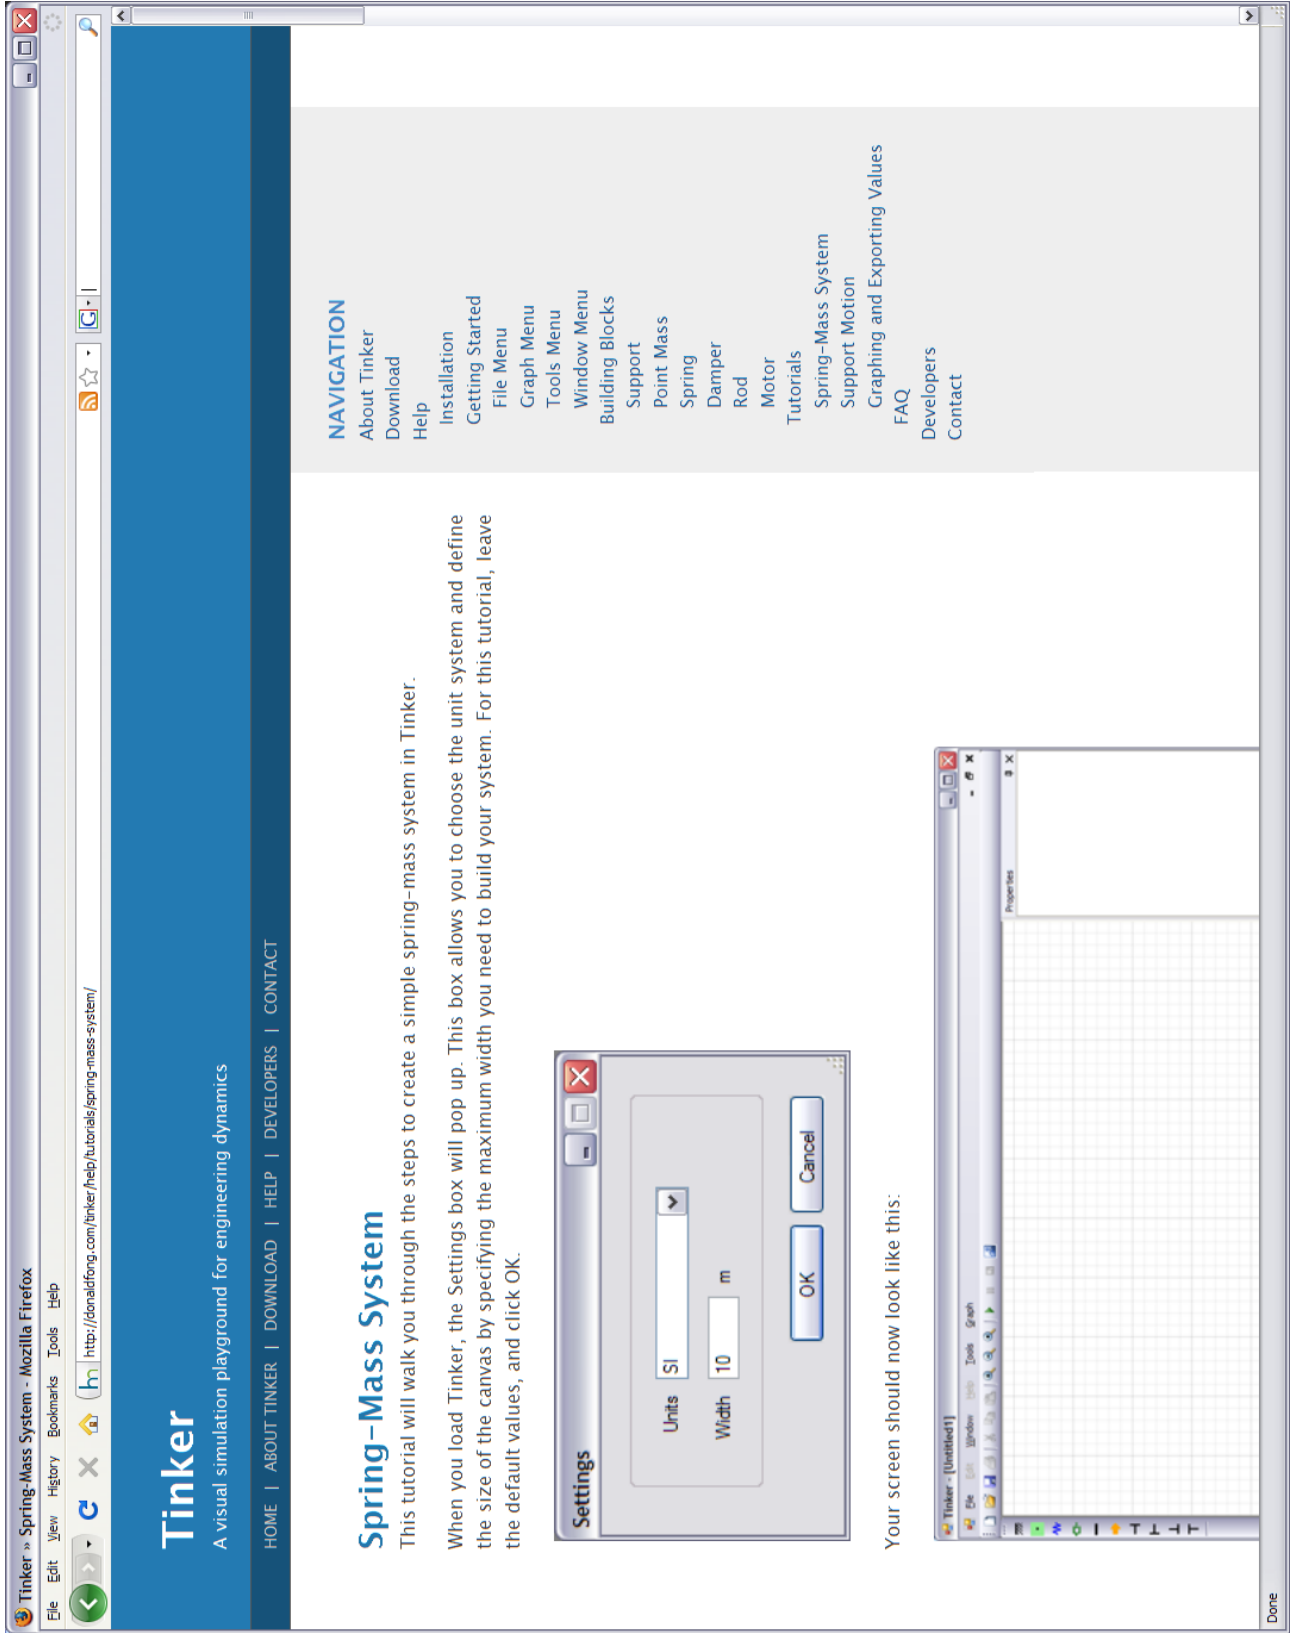 Tinker » Spring-Mass System - Mozilla Firefox
File Edit View History Bookmarks Tools Help
http://donaldfong.com/tinker/help/tutorials/spring-mass-system/
G
Tinker
A visual simulation playground for engineering dynamics
HOME | ABOUT TINKER | DOWNLOAD | HELP | DEVELOPERS | CONTACT
Spring-Mass System
This tutorial will walk you through the steps to create a simple spring-mass system in Tinker.
When you load Tinker, the Settings box will pop up. This box allows you to choose the unit system and define
the size of the canvas by specifying the maximum width you need to build your system. For this tutorial, leave
the default values, and click OK.
Settings
Units SI
Width 10 m
OK Cancel
Your screen should now look like this:
Tinker - [Untitled1]
File Edit Window Help Tools Graph
Properties
NAVIGATION
About Tinker
Download
Help
Installation
Getting Started
File Menu
Graph Menu
Tools Menu
Window Menu
Building Blocks
Support
Point Mass
Spring
Damper
Rod
Motor
Tutorials
Spring-Mass System
Support Motion
Graphing and Exporting Values
FAQ
Developers
Contact
Done